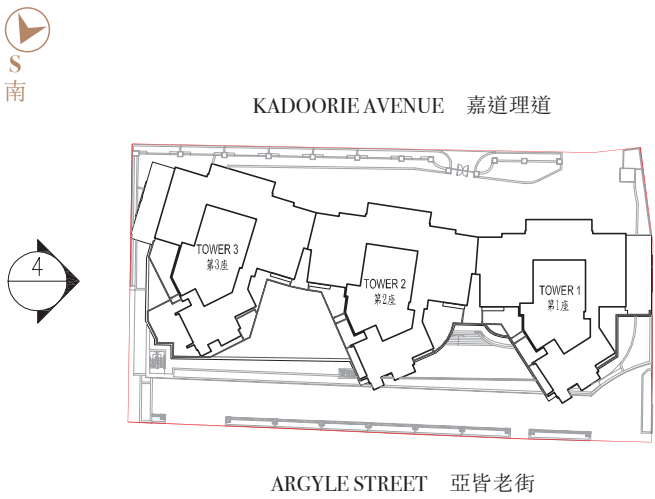 S
南
KADOORIE AVENUE 嘉道理道
4
TOWER 3
第3座
TOWER 2
第2座
TOWER 1
第1座
ARGYLE STREET 亞皆老街